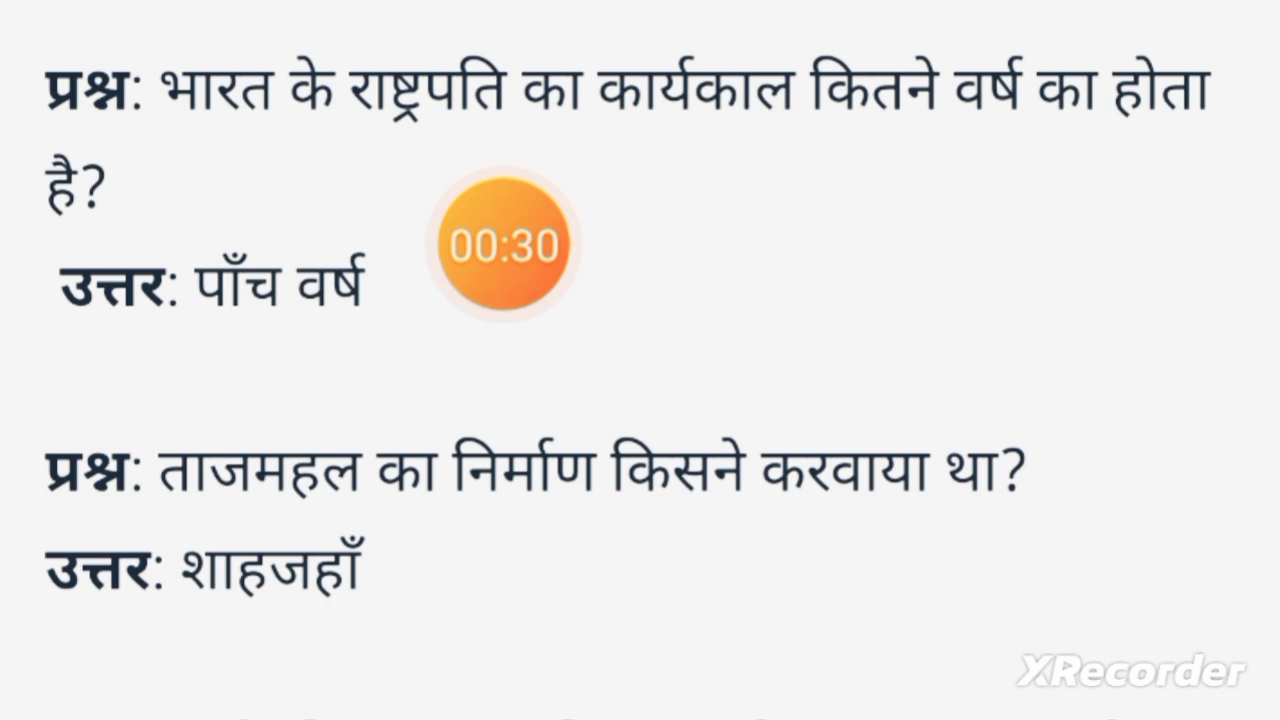 प्रश्न: भारत के राष्ट्रपति का कार्यकाल कितने वर्ष का होता
है?
00:30
उत्तर: पाँच वर्ष
प्रश्न: ताजमहल का निर्माण किसने करवाया था?
उत्तर: शाहजहाँ
XRecorder